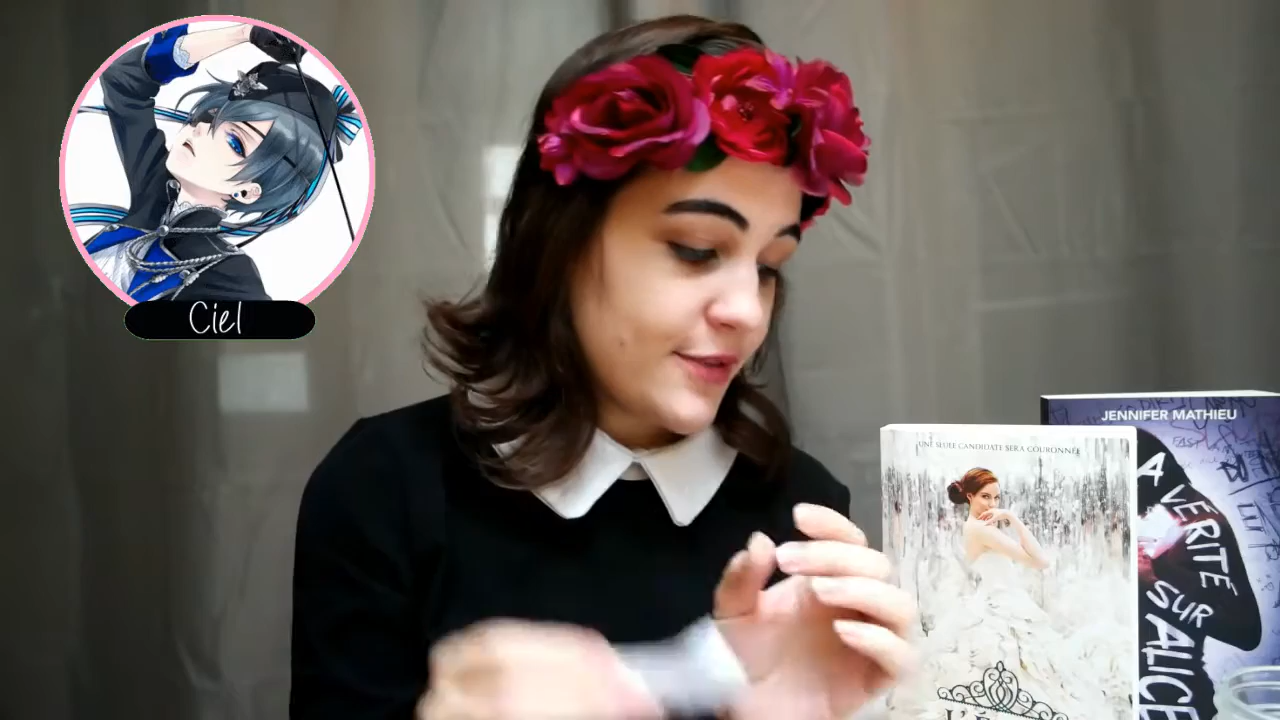 Ciel
JENNIFER MATHIEU
UNE SEULE CANDIDATE SERA COURONNÉE
A VÉRITÉ
SUR
ALICE